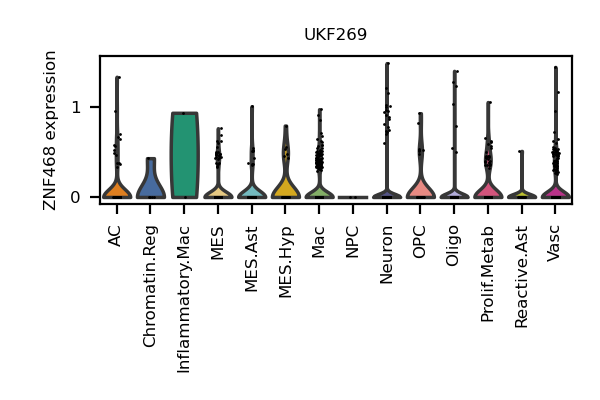 UKF269
ZNF468 expression
1
0
AC
Chromatin.Reg
Inflammatory.Mac
MES
MES.Ast
MES.Hyp
Mac
NPC
Neuron
OPC
Oligo
Prolif.Metab
Reactive.Ast
Vasc